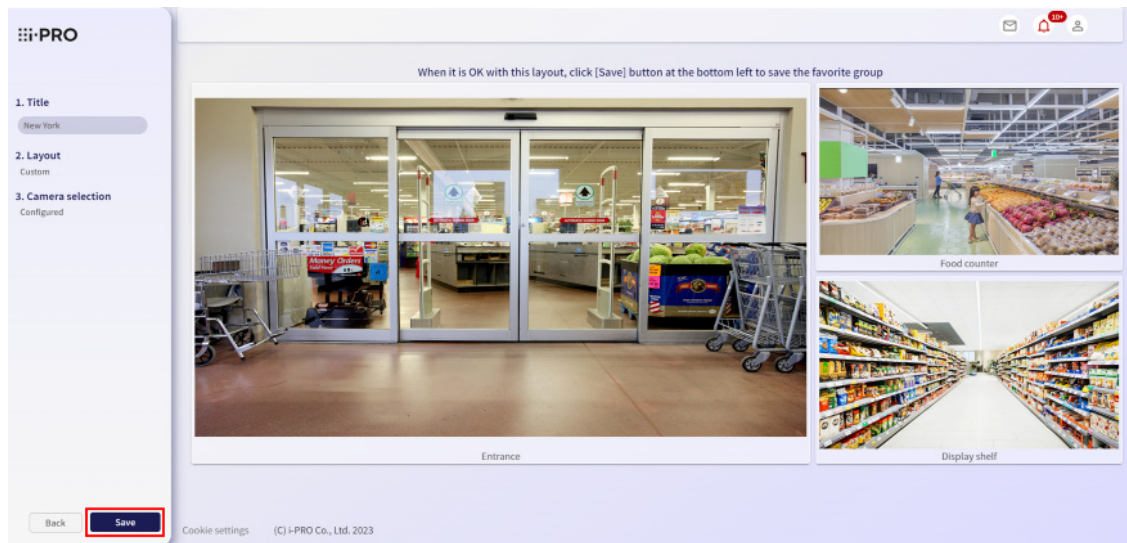 i-PRO
10+
When it is OK with this layout, click [Save] button at the bottom left to save the favorite group
1. Title
New York
2. Layout
Custom
3. Camera selection
Configured
Money Orders
Entrance
Food counter
Display shelf
Back
Save
Cookie settings
(C) i-PRO Co., Ltd. 2023